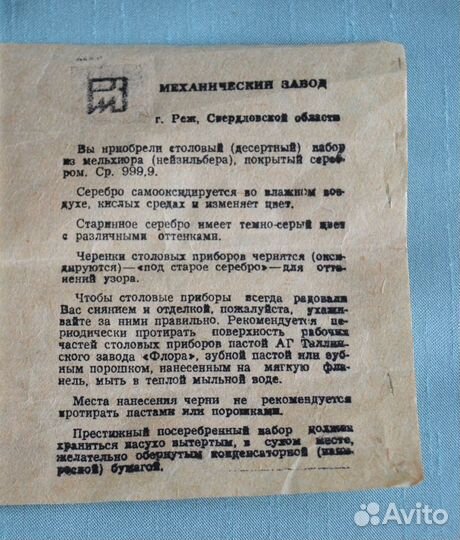 МЕХАНИЧЕСКИЙ ЗАВОД
г. Реж, Свердловской области
Вы приобрели столовый (десертный) набор
из мельхиора (нейзильбера), покрытый сереб-
ром. Ср. 999,9.
Серебро самооксидируется во влажном воз-
духе, кислых средах и изменяет цвет.
Старинное серебро имеет темно-серый цвет
с различными оттенками.
Черенки столовых приборов чернятся (окси-
дируются)—«под старое серебро»—для отте-
нений узора.
Чтобы столовые приборы всегда радовали
Вас сиянием и отделкой, пожалуйста, ухажи-
вайте за ними правильно. Рекомендуется пе-
риодически протирать поверхность рабочих
частей столовых приборов пастой АГ Таллин-
ского завода «Флора», зубной пастой или зуб-
ным порошком, нанесенным на мягкую фла-
нель, мыть в теплой мыльной воде.
Места нанесения черни не рекомендуется
протирать пастами или порошками.
Престижный посеребренный набор должен
храниться насухо вытертым, в сухом месте,
желательно обернутым конденсаторной
бумагой.
Avito